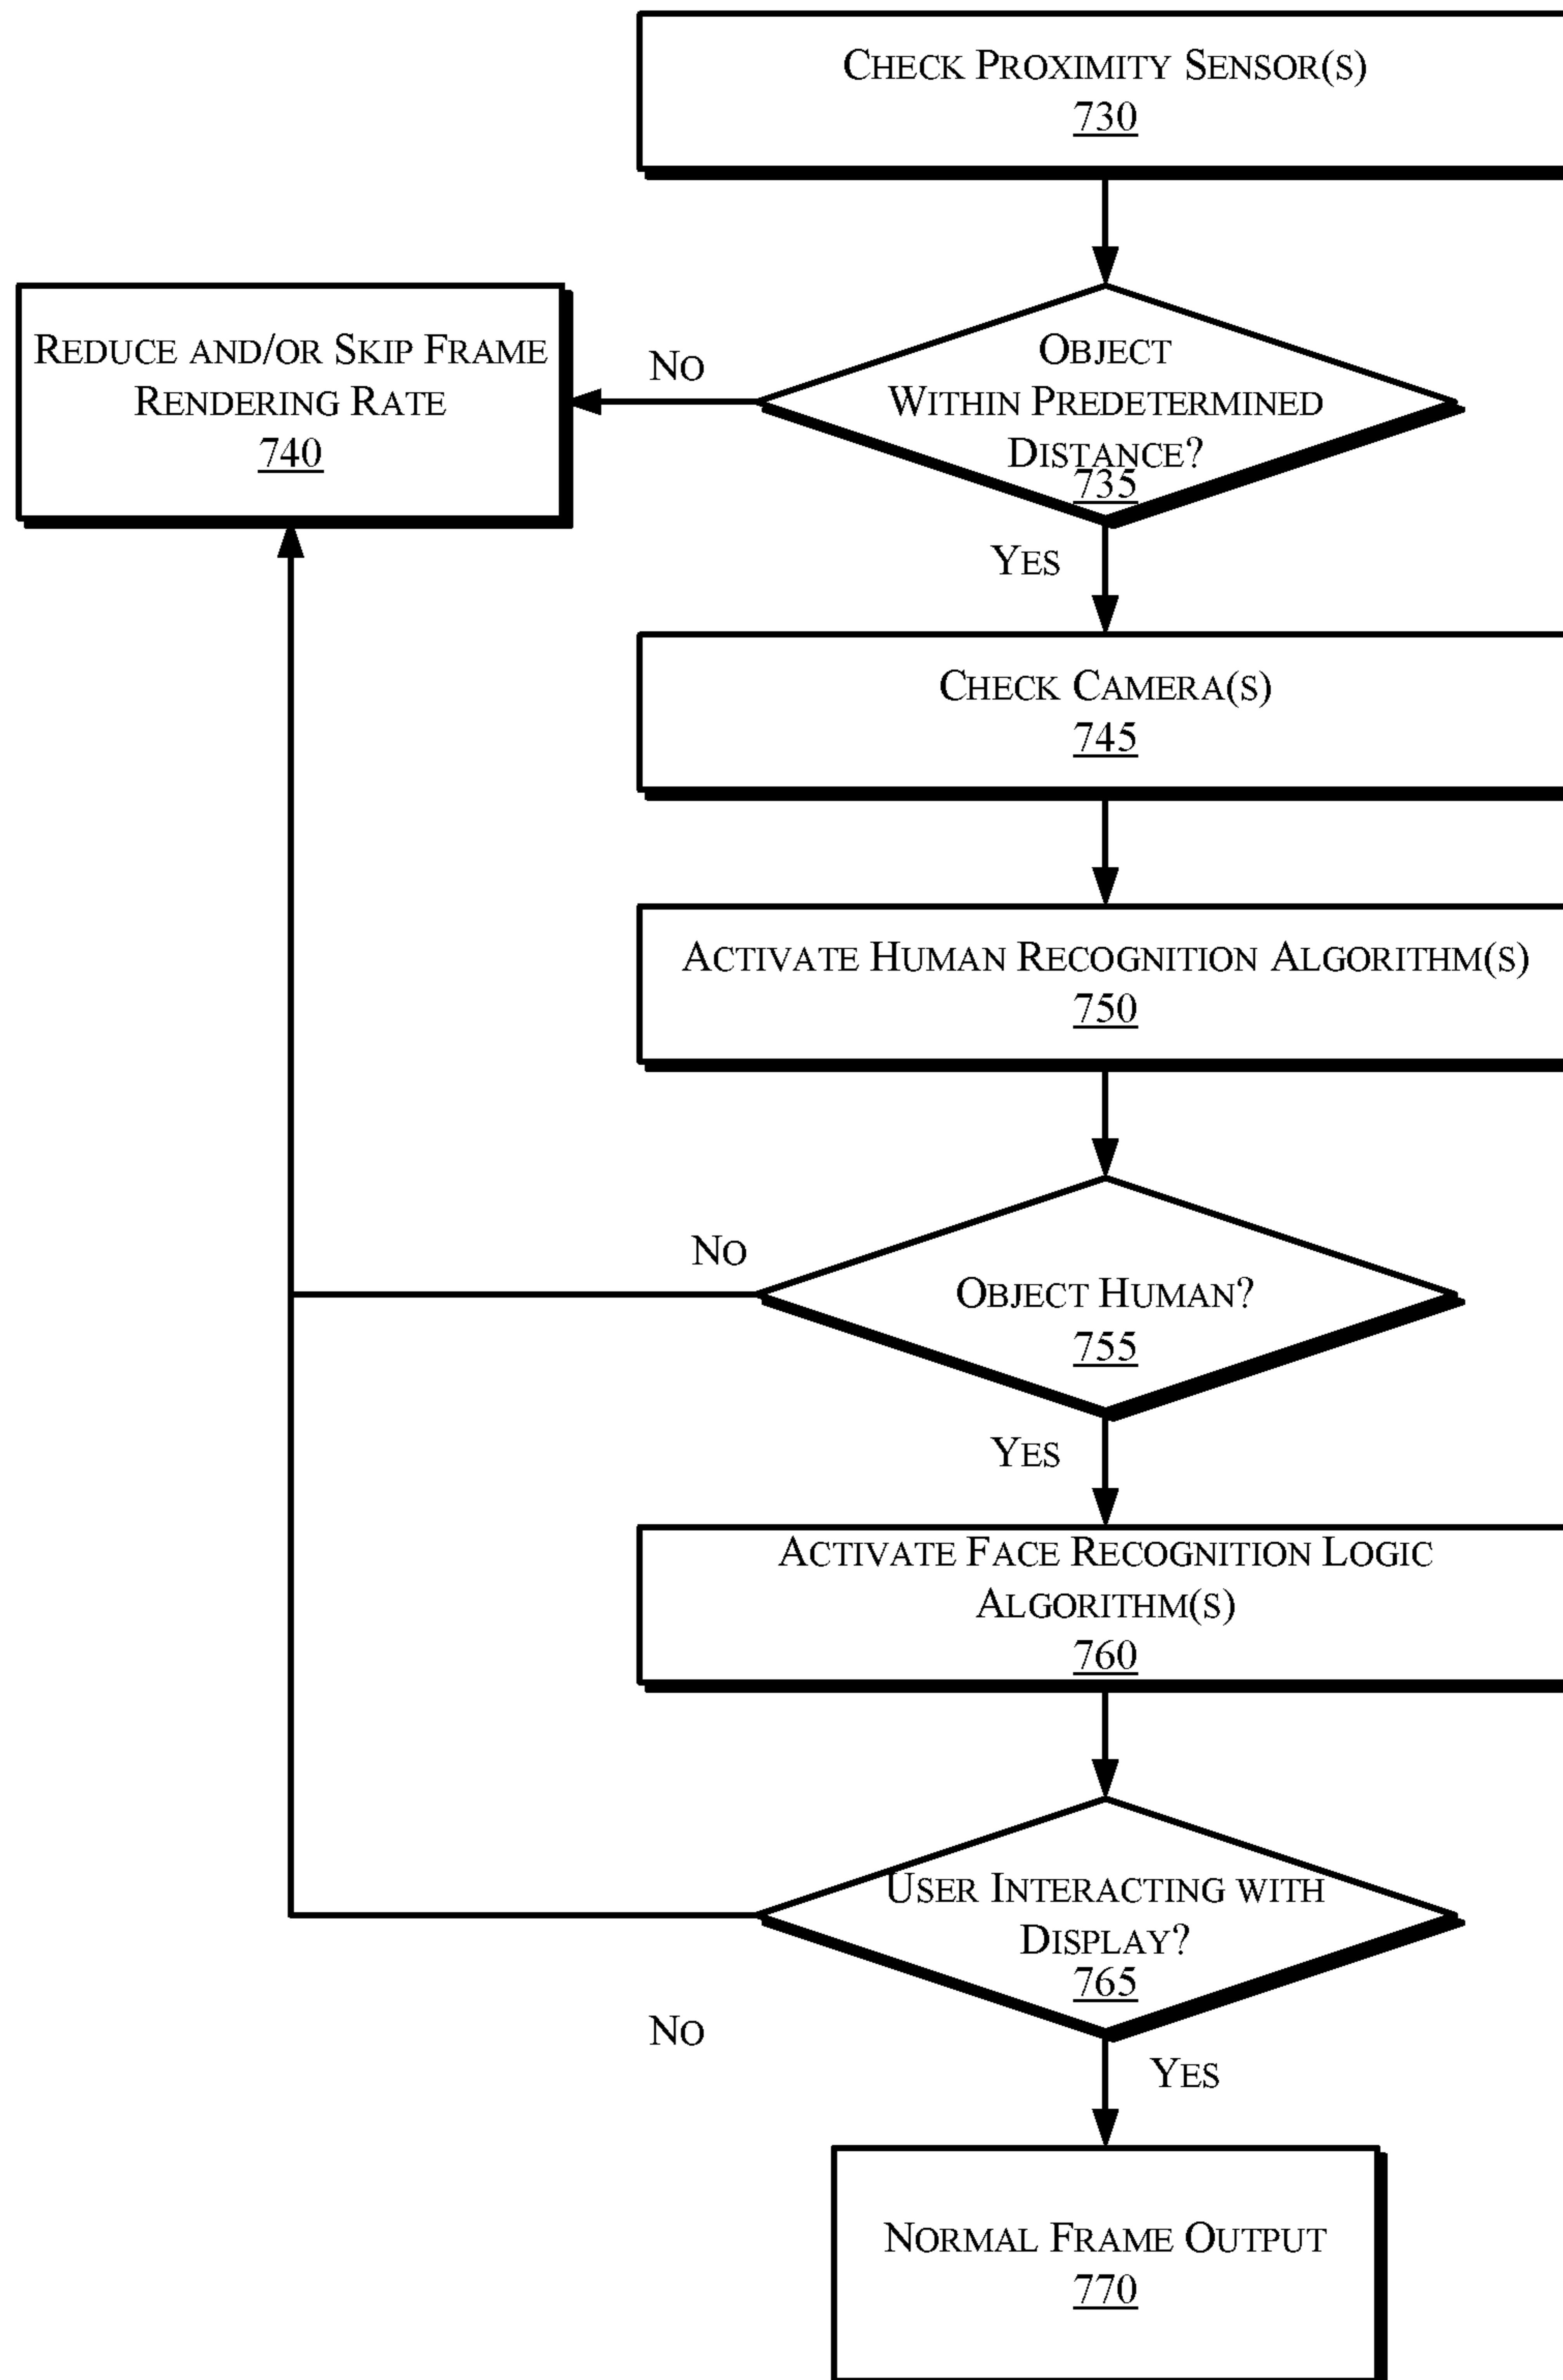 CHECK PROXIMITY SENSOR(S)
730
REDUCE AND/OR SKIP FRAME
RENDERING RATE
740
NO
OBJECT
WITHIN PREDETERMINED
DISTANCE?
735
YES
CHECK CAMERA(S)
745
ACTIVATE HUMAN RECOGNITION ALGORITHM(S)
750
NO
OBJECT HUMAN?
755
YES
ACTIVATE FACE RECOGNITION LOGIC
ALGORITHM(S)
760
USER INTERACTING WITH
DISPLAY?
765
NO
YES
NORMAL FRAME OUTPUT
770